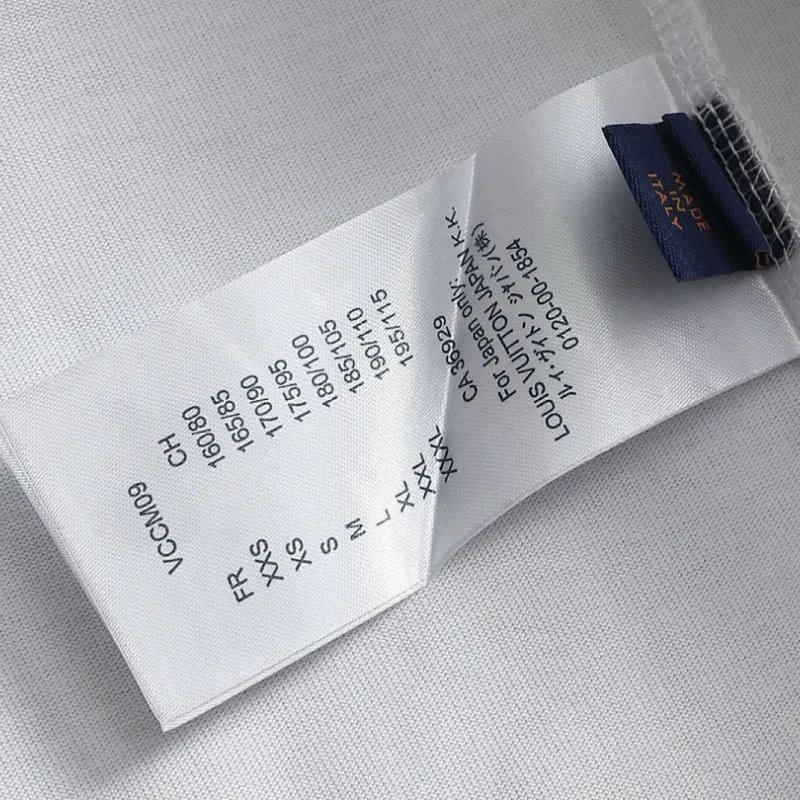 VCCM09
FR CH
XXS 160/80
XS 165/85
S 170/90
M 175/95
L 180/100
XL 185/105
XXL 190/110
XXXL 195/115
CA 36929
For Japan only:
LOUIS VUITTON JAPAN K.K.
ルイ・ヴィトン ジャパン(株)
0120-00-1854
MADE
IN
ITALY